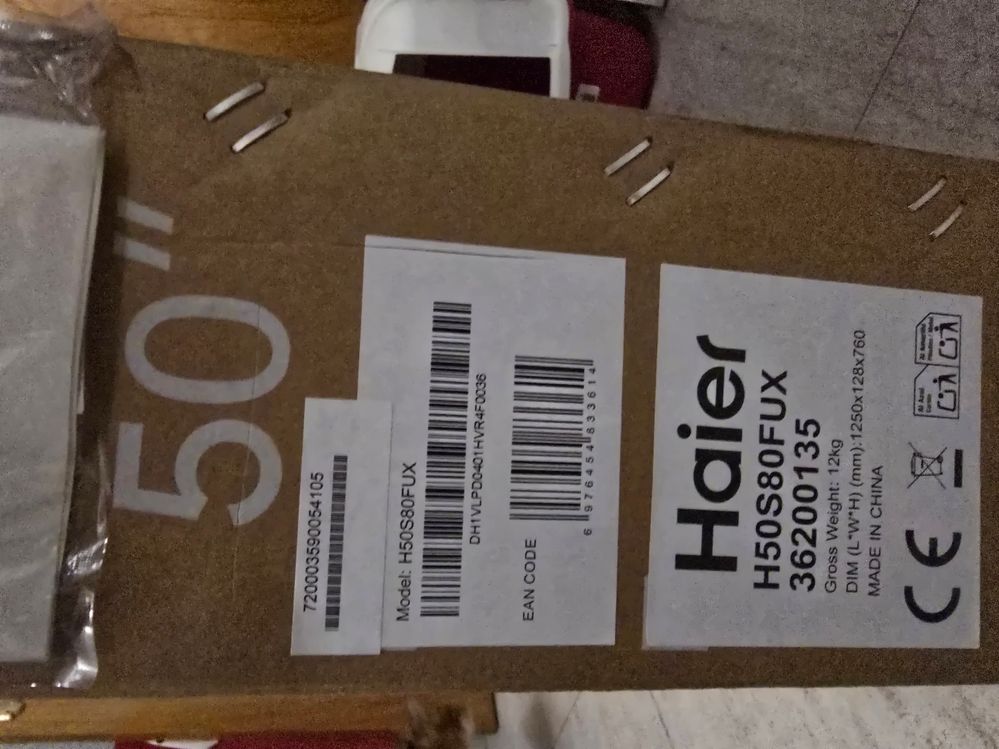 50"
720003590054105
Model: H50S80FUX
DH1VLPD0401HVR4F0036
EAN CODE
6 976454 633614
Haier
H50S80FUX
36200135
Gross Weight: 12kg
DIM (L*W*H) (mm):1250x128x760
MADE IN CHINA
CE